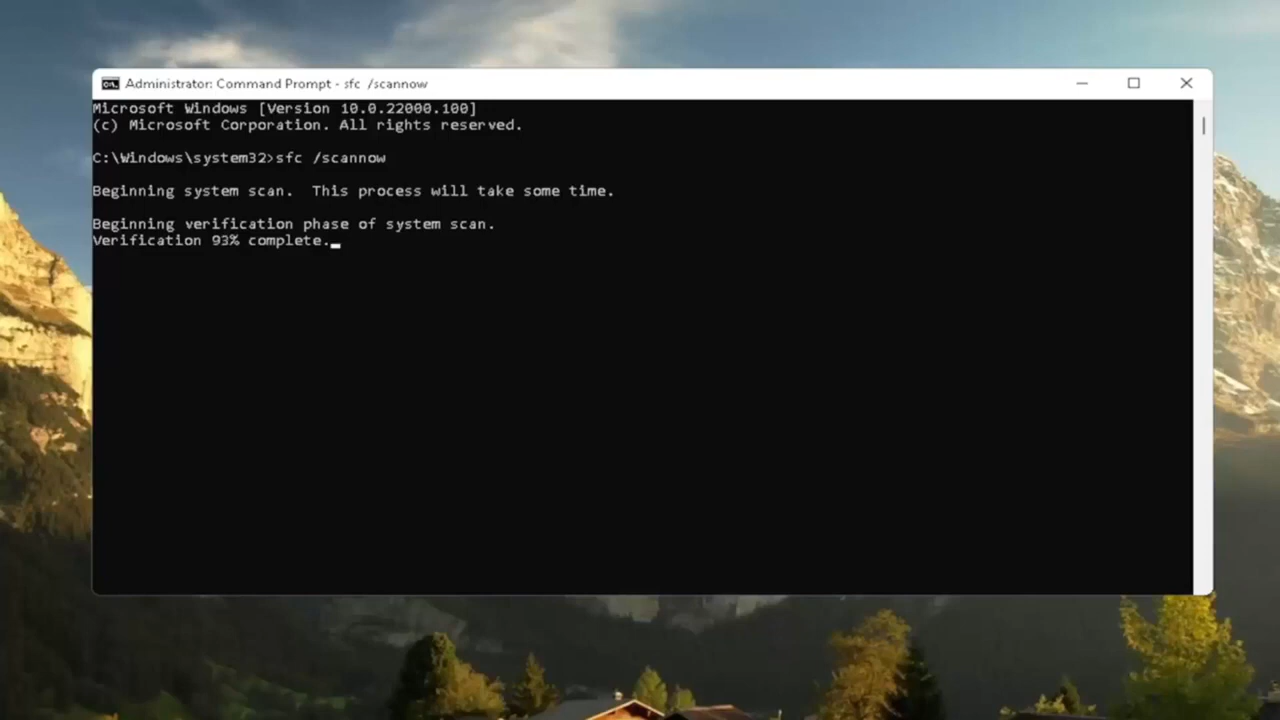 Administrator: Command Prompt - sfc /scannow
Microsoft Windows [Version 10.0.22000.100]
(c) Microsoft Corporation. All rights reserved.
C:\Windows\system32>sfc /scannow
Beginning system scan.  This process will take some time.
Beginning verification phase of system scan.
Verification 93% complete.